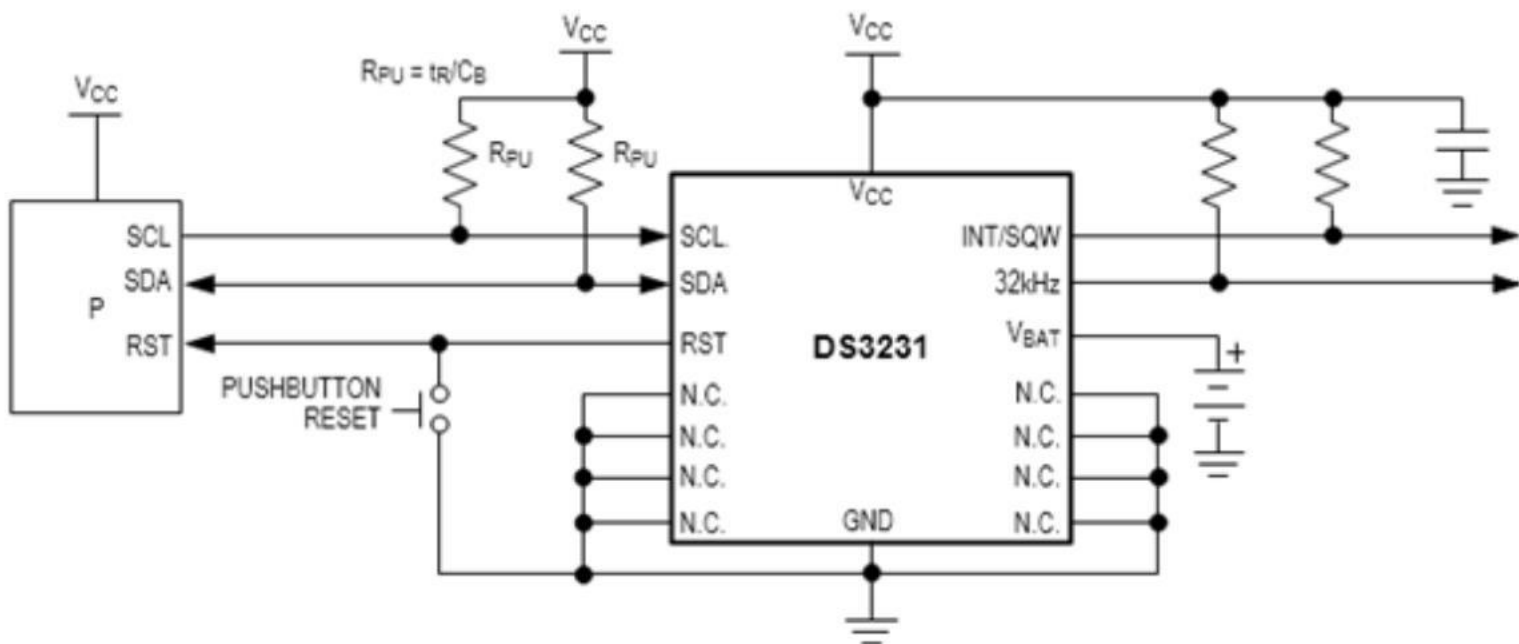 VCC
VCC
VCC
RPU = tR/CB
RPU
RPU
VCC
SCL
SDA
P
RST
SCL.
SDA
RST
N.C.
N.C.
N.C.
N.C.
DS3231
GND
INT/SQW
32kHz
VBAT
N.C.
N.C.
N.C.
N.C.
+
PUSHBUTTON
RESET